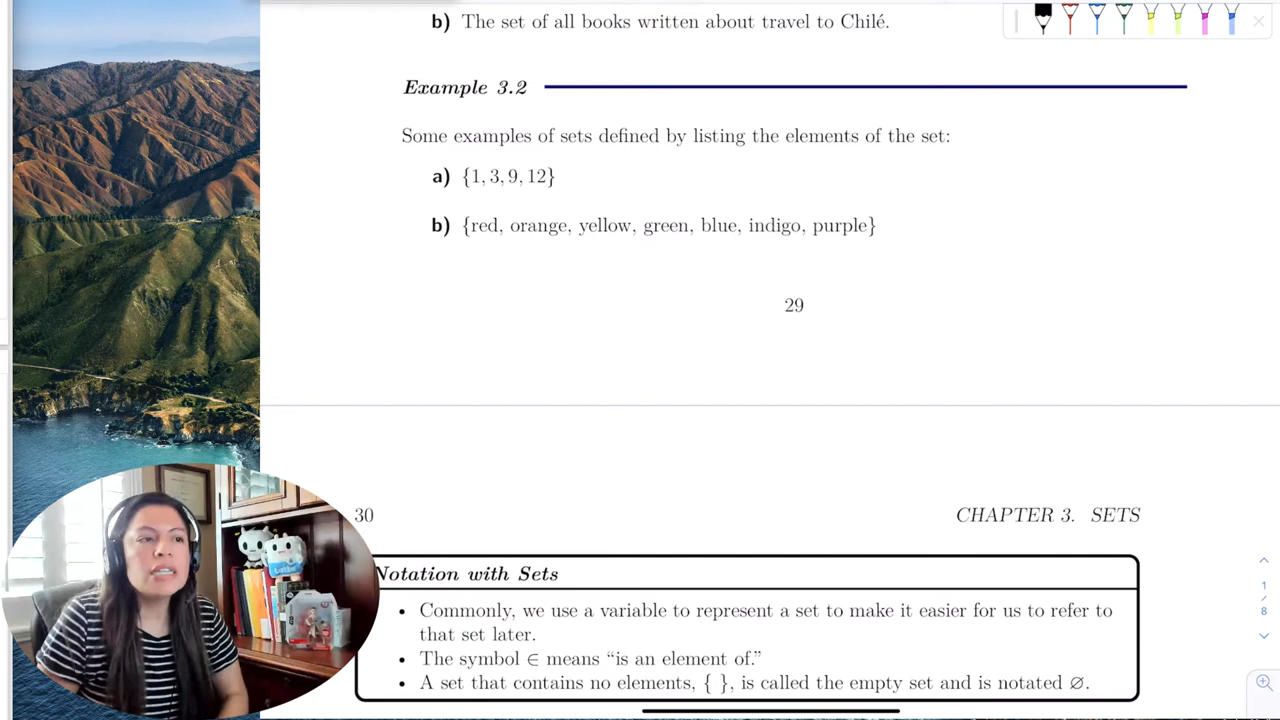 b) The set of all books written about travel to Chilé.
Example 3.2
Some examples of sets defined by listing the elements of the set:
a) {1, 3, 9, 12}
b) {red, orange, yellow, green, blue, indigo, purple}
29
30 CHAPTER 3. SETS
Notation with Sets
• Commonly, we use a variable to represent a set to make it easier for us to refer to
that set later.
• The symbol ∈ means “is an element of.”
• A set that contains no elements, { }, is called the empty set and is notated ∅.
1
/
8